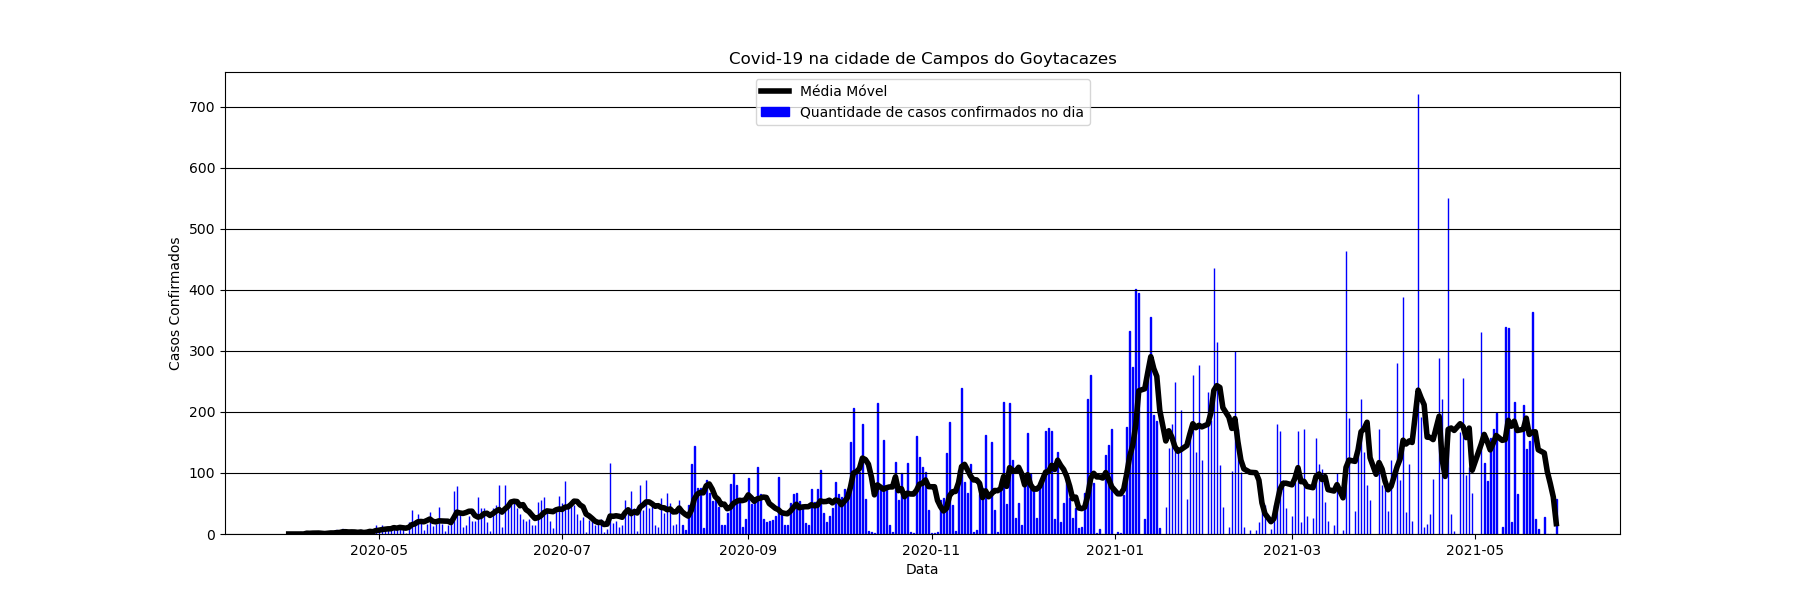 Covid-19 na cidade de Campos do Goytacazes
Média Móvel
Quantidade de casos confirmados no dia
Casos Confirmados
700
600
500
400
300
200
100
0
2020-05 2020-07 2020-09 2020-11 2021-01 2021-03 2021-05
Data